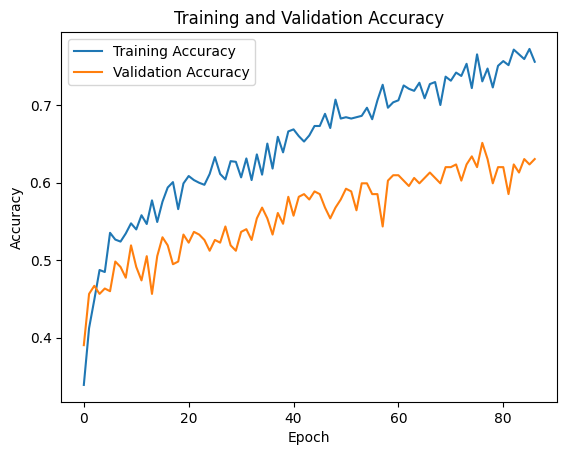 Training and Validation Accuracy
Training Accuracy
Validation Accuracy
0.7
0.6
0.5
0.4
Accuracy
0 20 40 60 80
Epoch